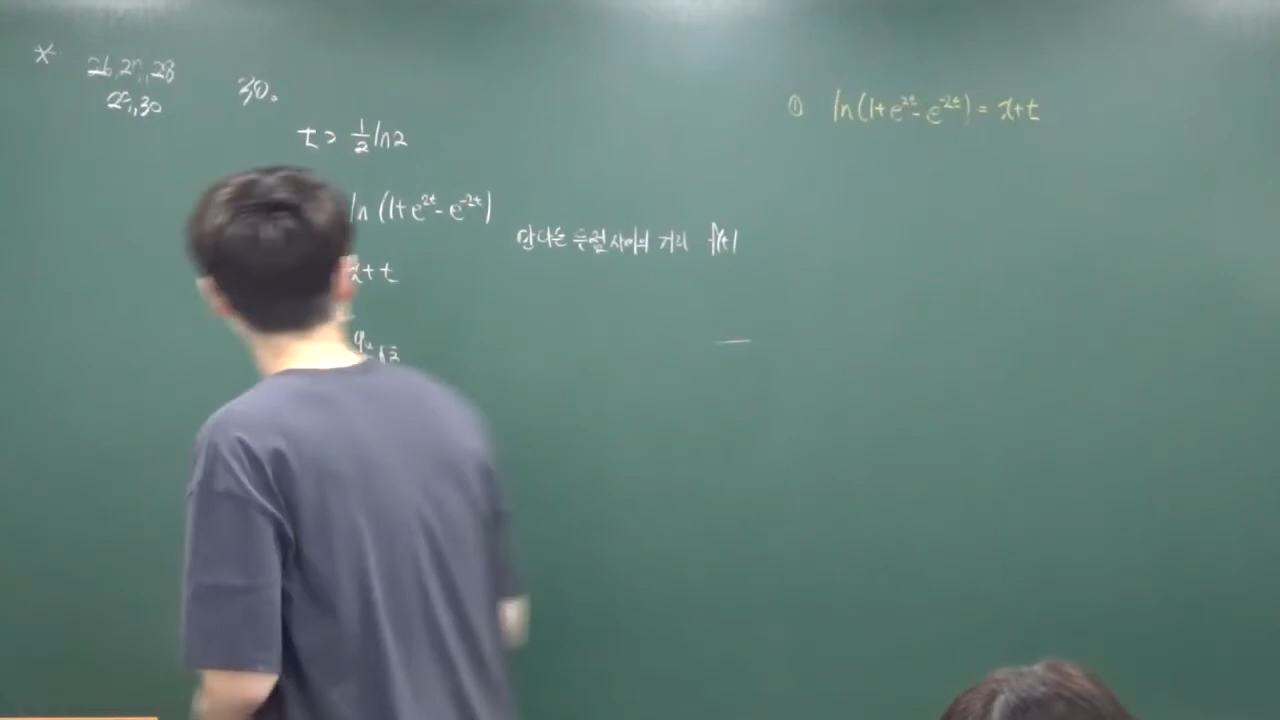 * 26,27,28
29,30
30.
t > 1/2 ln2
ln (1+e^{2t}-e^{-2t})
만나는 두점사이의 거리 f(t)
x+t
① ln(1+e^{2t}-e^{-2t}) = x+t